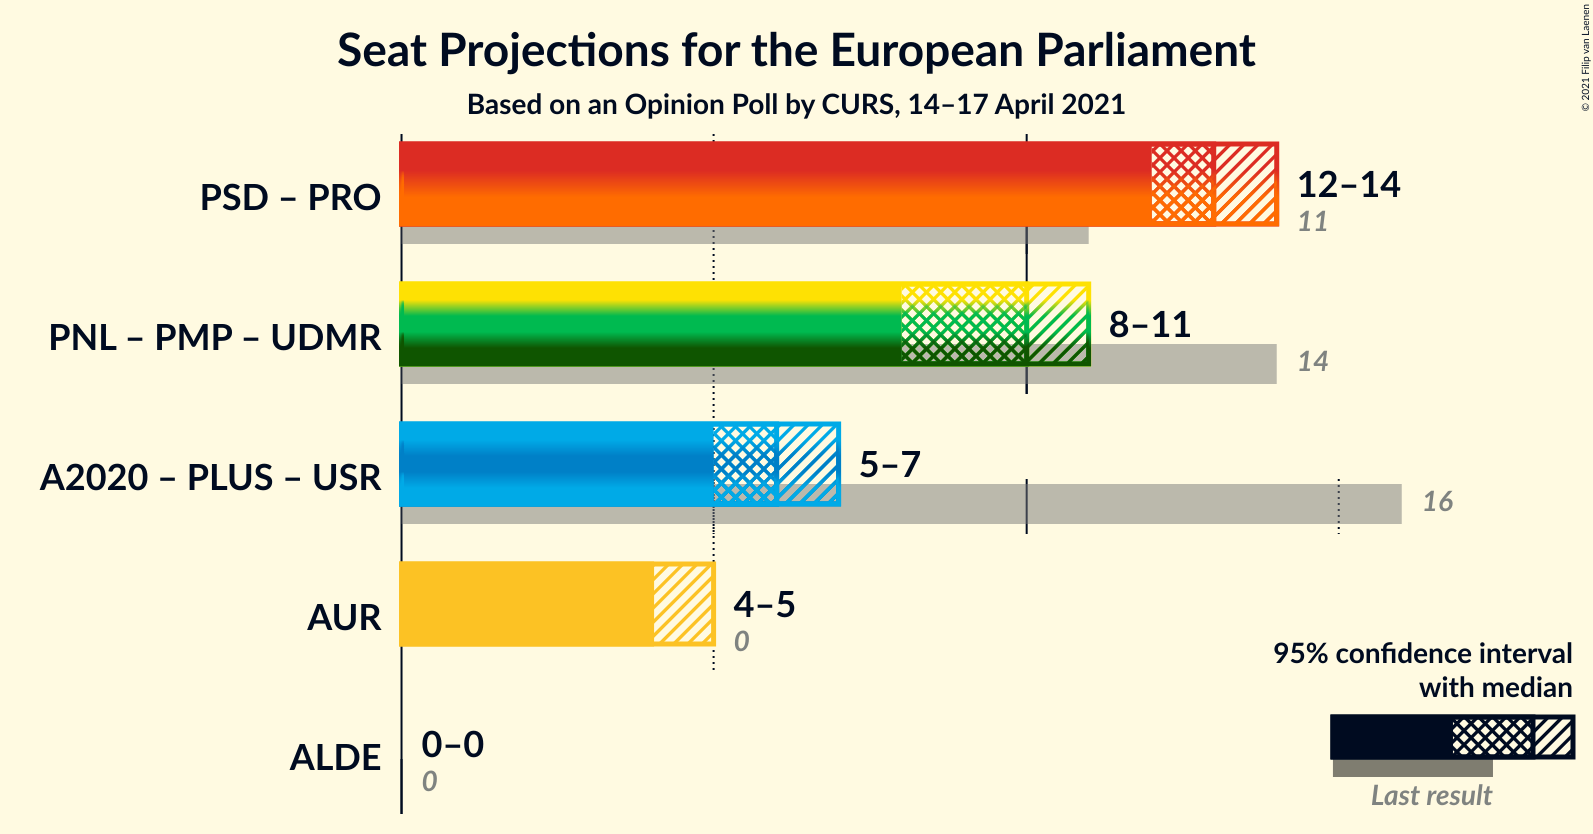 Seat Projections for the European Parliament
Based on an Opinion Poll by CURS, 14–17 April 2021
© 2021 Filip van Laenen
PSD – PRO
12–14
11
PNL – PMP – UDMR
8–11
14
A2020 – PLUS – USR
5–7
16
AUR
4–5
0
ALDE
0–0
0
95% confidence interval
with median
Last result